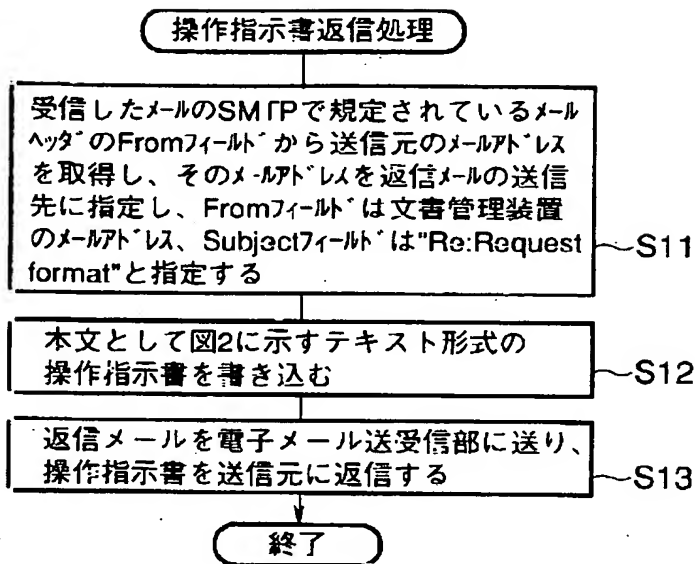 操作指示書返信処理
受信したﾒｰﾙのSMTPで規定されているﾒｰﾙ
ﾍｯﾀﾞのFromﾌｨｰﾙﾄﾞから送信元のﾒｰﾙｱﾄﾞﾚｽ
を取得し、そのﾒｰﾙｱﾄﾞﾚｽを返信ﾒｰﾙの送信
先に指定し、Fromﾌｨｰﾙﾄﾞは文書管理装置
のﾒｰﾙｱﾄﾞﾚｽ、Subjectﾌｨｰﾙﾄﾞは"Re:Request
format"と指定する
S11
本文として図2に示すテキスト形式の
操作指示書を書き込む
S12
返信メールを電子メール送受信部に送り、
操作指示書を送信元に返信する
S13
終了